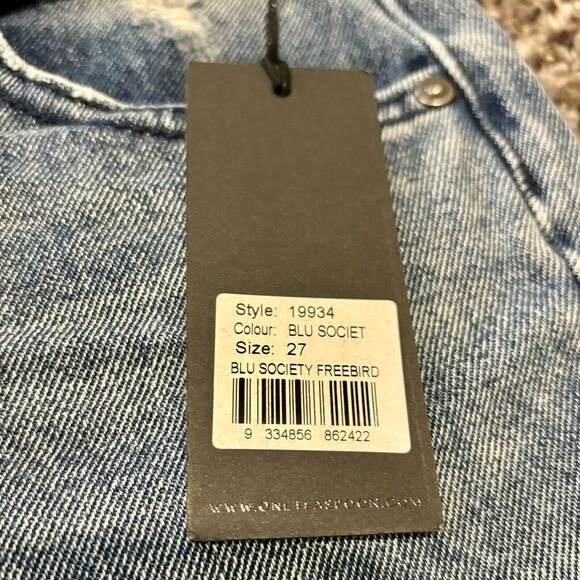 Style: 19934
Colour: BLU SOCIET
Size: 27
BLU SOCIETY FREEBIRD
9 334856 862422
WWW.ONETEASPOON.COM